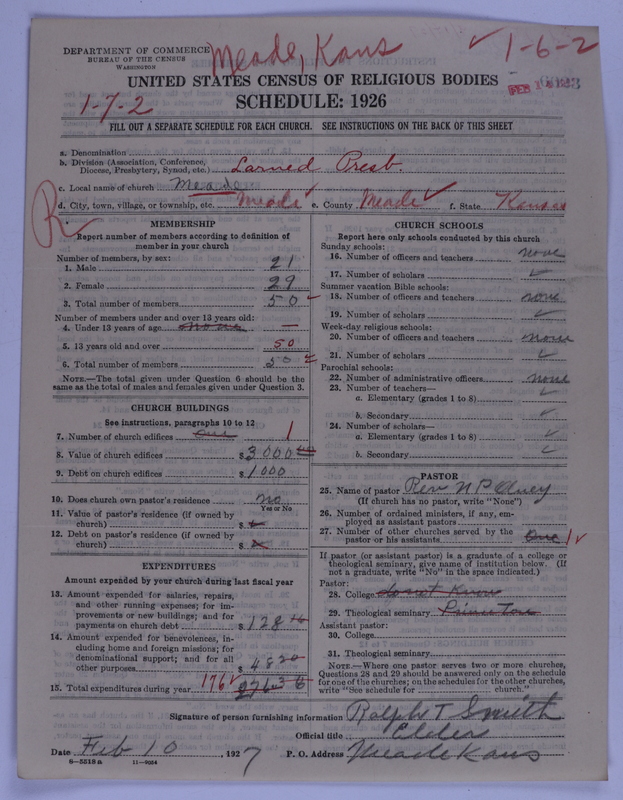 DEPARTMENT OF COMMERCE
BUREAU OF THE CENSUS
WASHINGTON
Meade, Kans
1-6-2
UNITED STATES CENSUS OF RELIGIOUS BODIES
1-7-2
SCHEDULE: 1926
FEB
FILL OUT A SEPARATE SCHEDULE FOR EACH CHURCH. SEE INSTRUCTIONS ON THE BACK OF THIS SHEET
a. Denomination
b. Division (Association, Conference, Diocese, Presbytery, Synod, etc.) Larned Presb.
c. Local name of church Meade
d. City, town, village, or township, etc. Meade e. County Meade f. State Kansas
R
MEMBERSHIP
Report number of members according to definition of
member in your church
Number of members, by sex:
1. Male 21
2. Female 29
3. Total number of members 50
Number of members under and over 13 years old:
4. Under 13 years of age none —
5. 13 years old and over 50
6. Total number of members 50
NOTE.—The total given under Question 6 should be the
same as the total of males and females given under Question 3.
CHURCH BUILDINGS
See instructions, paragraphs 10 to 12
7. Number of church edifices one 1
8. Value of church edifices $ 3000
9. Debt on church edifices $ 1000
10. Does church own pastor's residence no
Yes or No
11. Value of pastor's residence (if owned by
church) $
12. Debt on pastor's residence (if owned by
church) $
EXPENDITURES
Amount expended by your church during last fiscal year
13. Amount expended for salaries, repairs,
and other running expenses; for im-
provements or new buildings; and for
payments on church debt $ 128
14. Amount expended for benevolences, in-
cluding home and foreign missions; for
denominational support; and for all
other purposes $ 48
15. Total expenditures during year 176 $
CHURCH SCHOOLS
Report here only schools conducted by this church
Sunday schools:
16. Number of officers and teachers none
17. Number of scholars ✓
Summer vacation Bible schools:
18. Number of officers and teachers none
19. Number of scholars ✓
Week-day religious schools:
20. Number of officers and teachers none
21. Number of scholars ✓
Parochial schools:
22. Number of administrative officers none
23. Number of teachers—
a. Elementary (grades 1 to 8) ✓
b. Secondary ✓
24. Number of scholars—
a. Elementary (grades 1 to 8) ✓
b. Secondary ✓
PASTOR
25. Name of pastor Rev N P
(If church has no pastor, write "None")
26. Number of ordained ministers, if any, em-
ployed as assistant pastors
27. Number of other churches served by the
pastor or his assistants One 1
If pastor (or assistant pastor) is a graduate of a college or
theological seminary, give name of institution below. (If
not a graduate, write "No" in the space indicated.)
Pastor:
28. College dont know
29. Theological seminary
Assistant pastor:
30. College
31. Theological seminary
NOTE.—Where one pastor serves two or more churches,
Questions 28 and 29 should be answered only on the schedule
for one of the churches; on the schedules for the other churches,
write "See schedule for church."
Signature of person furnishing information Ralph T Smith
Official title Elder
Date Feb 10, 1927 P. O. Address Meade Kans
6—5518 a 11—9024